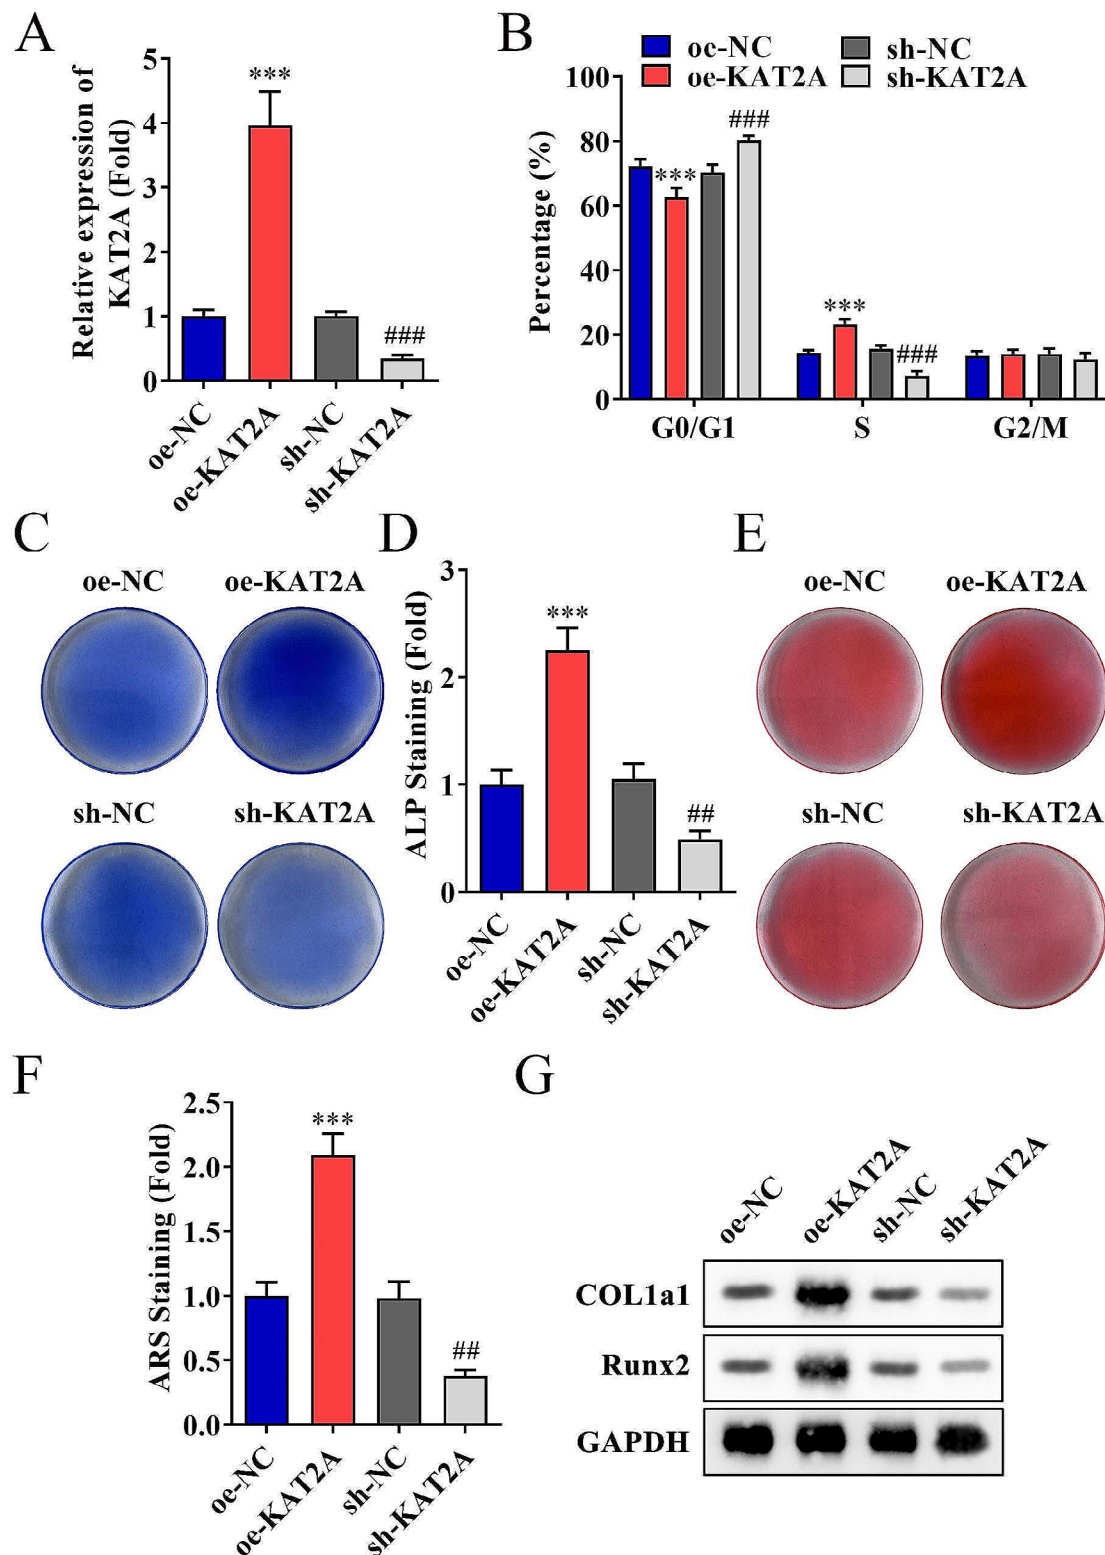 A
Relative expression of
KAT2A (Fold)
5
4
3
2
1
0
***
###
oe-NC
oe-KAT2A
sh-NC
sh-KAT2A
B
oe-NC
oe-KAT2A
sh-NC
sh-KAT2A
Percentage (%)
100
80
60
40
20
0
***
###
***
###
G0/G1
S
G2/M
C
oe-NC
oe-KAT2A
sh-NC
sh-KAT2A
D
ALP Staining (Fold)
3
2
1
0
***
##
oe-NC
oe-KAT2A
sh-NC
sh-KAT2A
E
oe-NC
oe-KAT2A
sh-NC
sh-KAT2A
F
ARS Staining (Fold)
2.5
2.0
1.5
1.0
0.5
0.0
***
##
oe-NC
oe-KAT2A
sh-NC
sh-KAT2A
G
oe-NC
oe-KAT2A
sh-NC
sh-KAT2A
COL1a1
Runx2
GAPDH